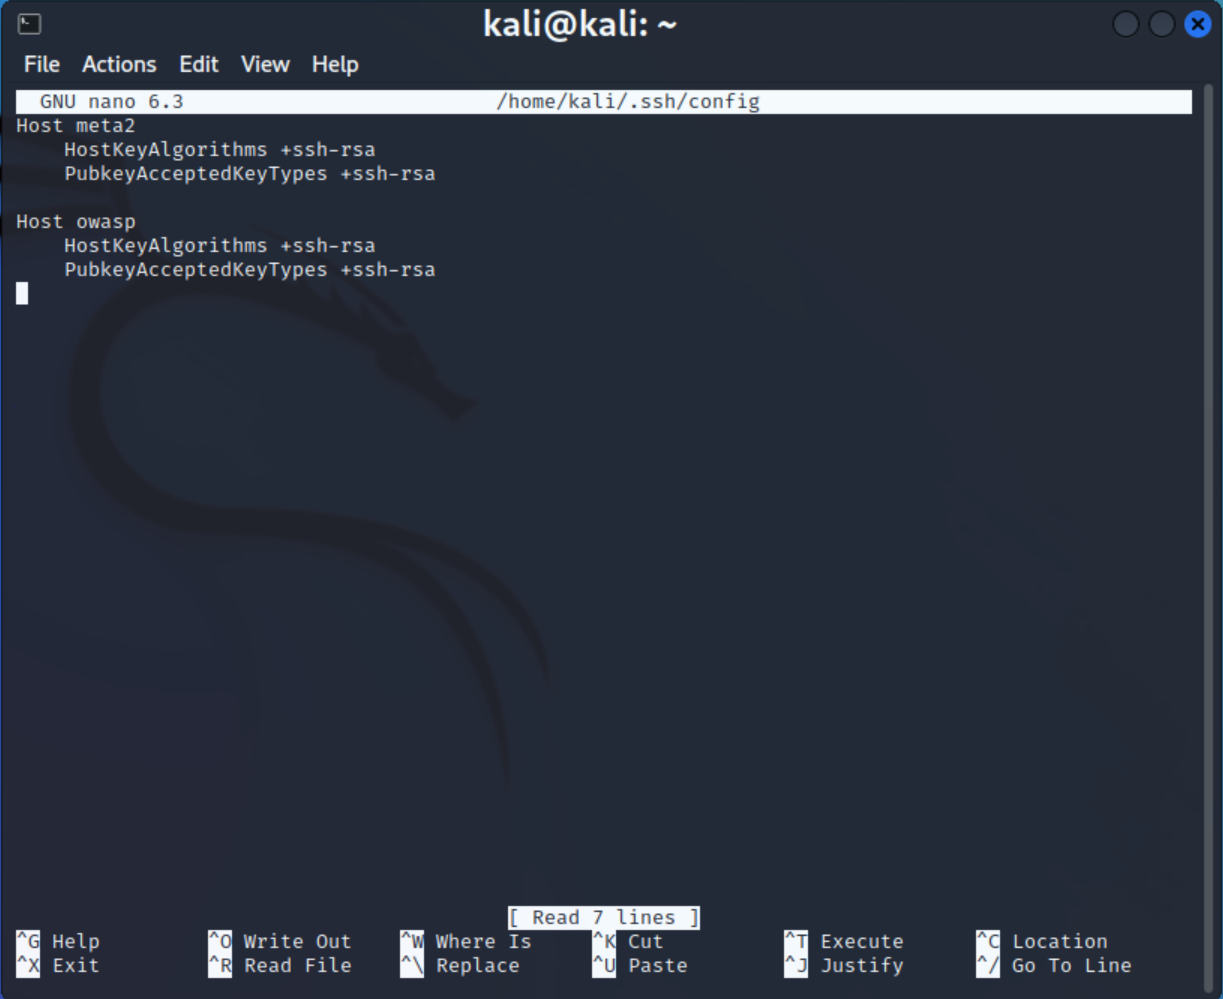 kali@kali: ~
File Actions Edit View Help
GNU nano 6.3 /home/kali/.ssh/config
Host meta2
    HostKeyAlgorithms +ssh-rsa
    PubkeyAcceptedKeyTypes +ssh-rsa

Host owasp
    HostKeyAlgorithms +ssh-rsa
    PubkeyAcceptedKeyTypes +ssh-rsa
[ Read 7 lines ]
^G Help ^O Write Out ^W Where Is ^K Cut ^T Execute ^C Location
^X Exit ^R Read File ^\ Replace ^U Paste ^J Justify ^/ Go To Line